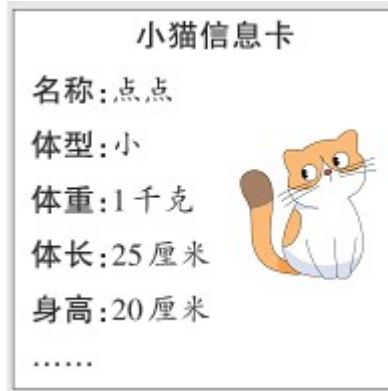 小猫信息卡
名称:点点
体型:小
体重:1千克
体长:25厘米
身高:20厘米
……